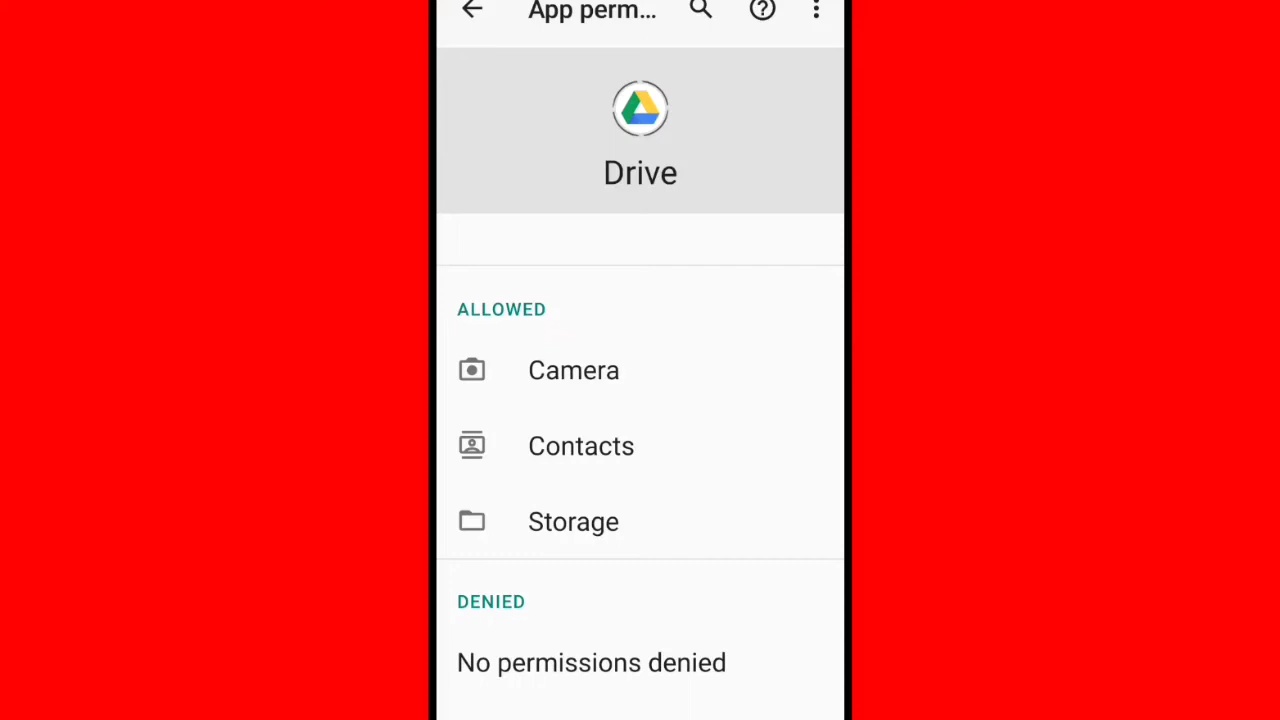 App perm...
Drive
ALLOWED
Camera
Contacts
Storage
DENIED
No permissions denied